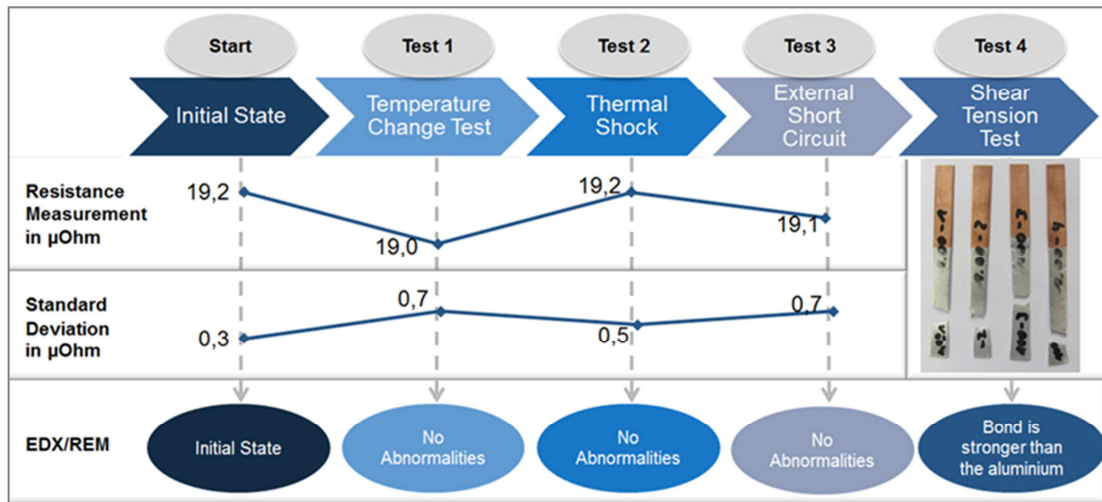 Start
Test 1
Test 2
Test 3
Test 4
Initial State
Temperature
Change Test
Thermal
Shock
External
Short
Circuit
Shear
Tension
Test
Resistance
Measurement
in µOhm
19,2
19,0
19,2
19,1
Standard
Deviation
in µOhm
0,3
0,7
0,5
0,7
EDX/REM
Initial State
No
Abnormalities
No
Abnormalities
No
Abnormalities
Bond is
stronger than
the aluminium